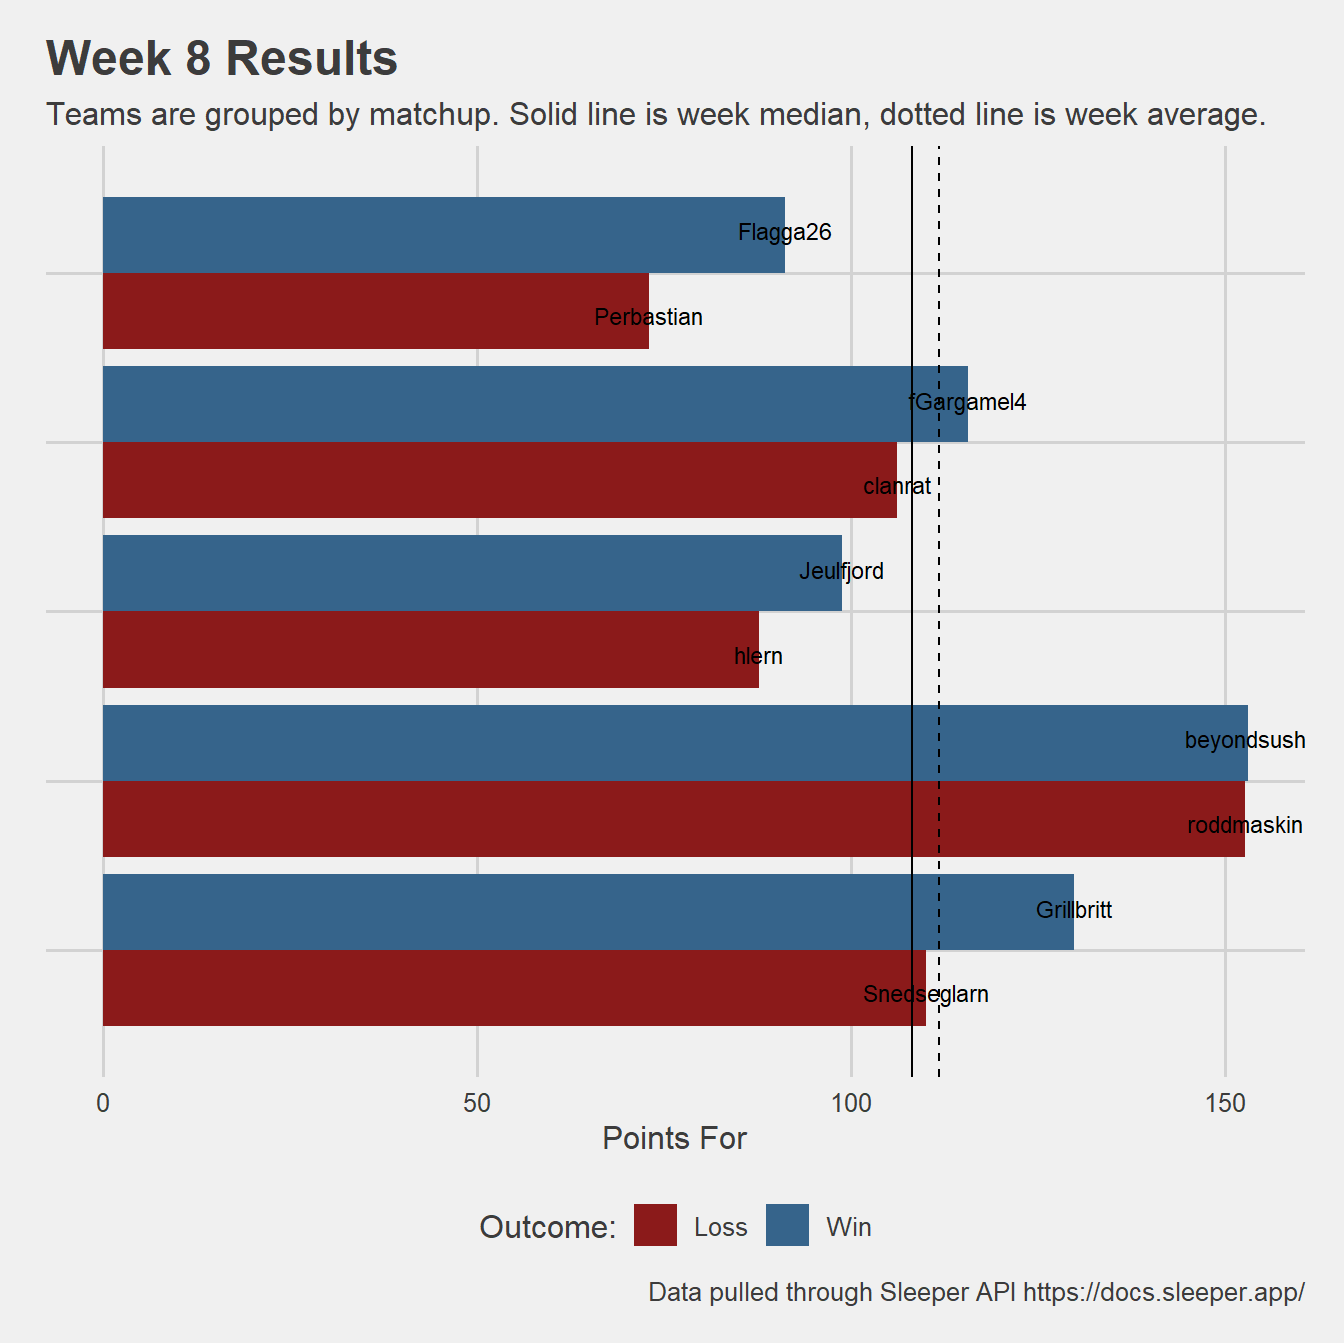 Week 8 Results
Teams are grouped by matchup. Solid line is week median, dotted line is week average.
Flagga26
Perbastian
fGargamel4
clanrat
Jeulfjord
hlern
beyondsush
roddmaskin
Grillbritt
Snedseglarn
0 50 100 150
Points For
Outcome: Loss Win
Data pulled through Sleeper API https://docs.sleeper.app/